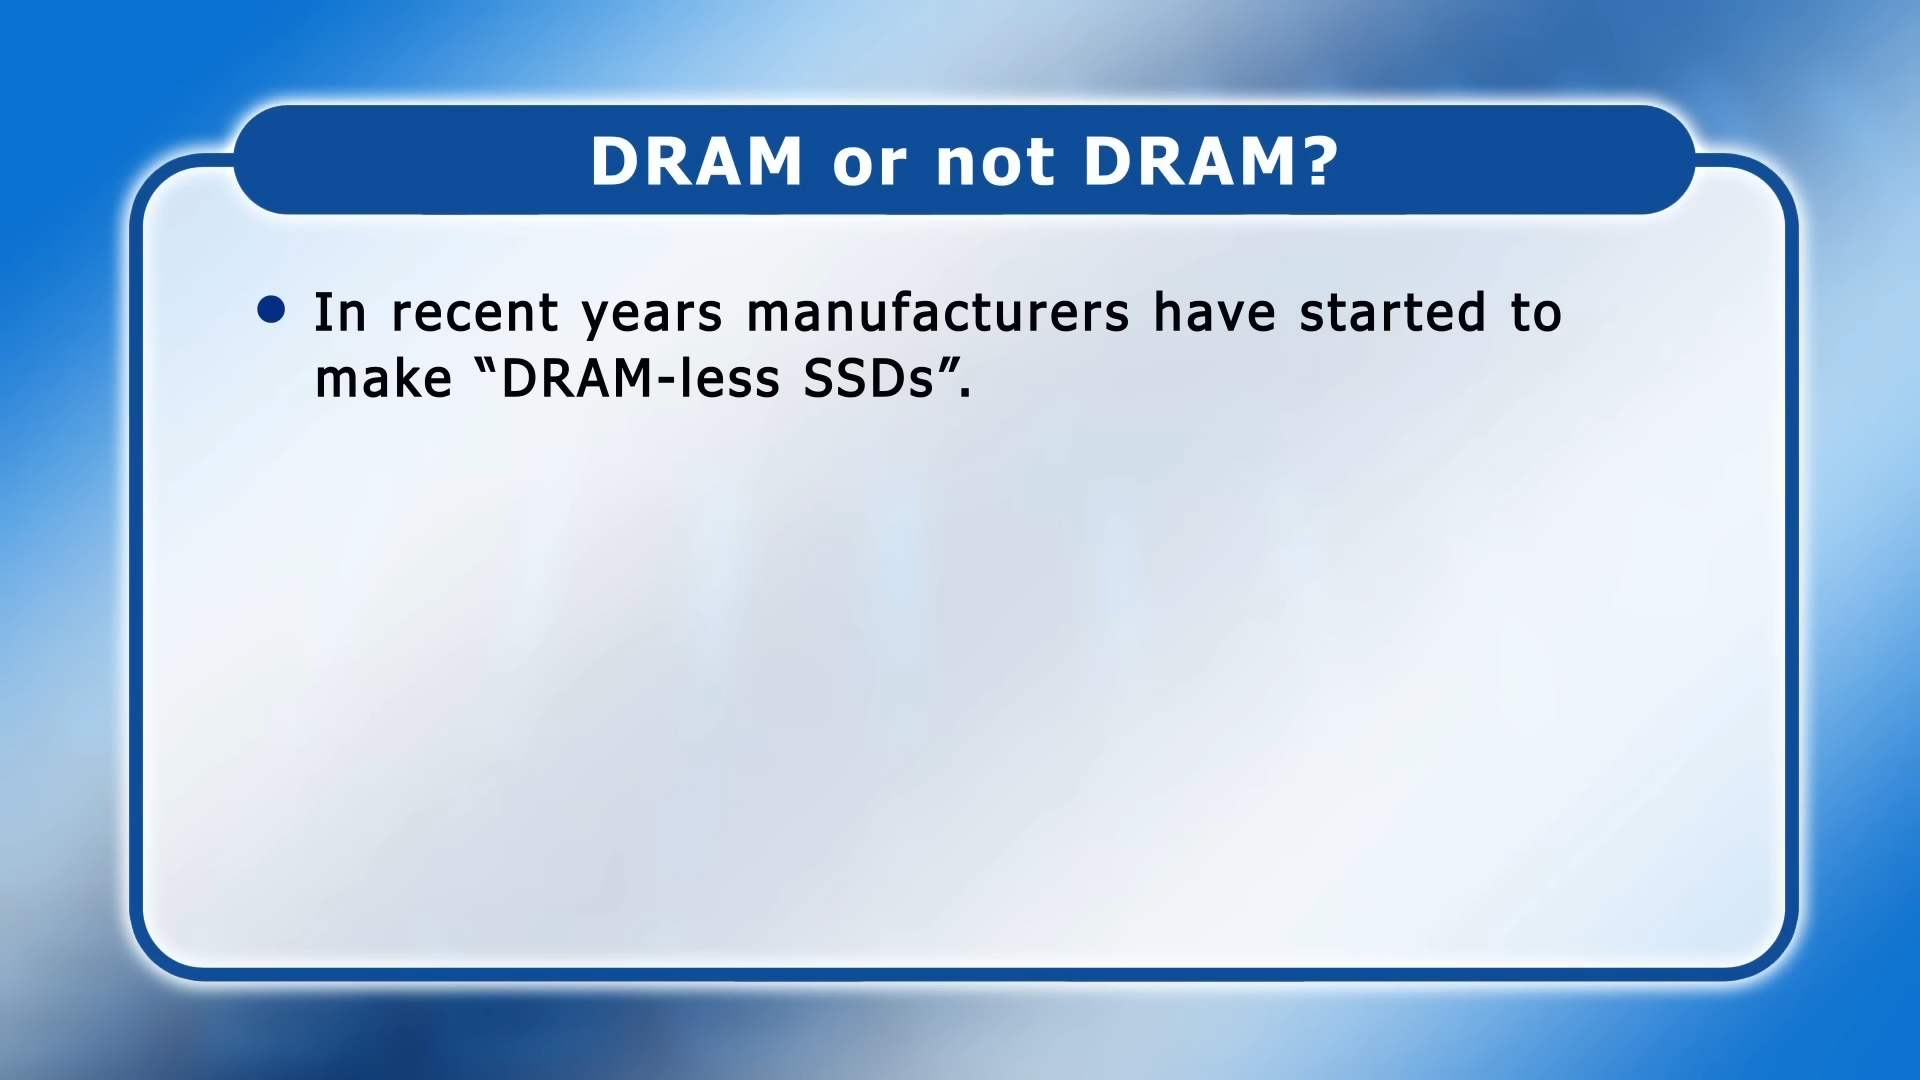 DRAM or not DRAM?
● In recent years manufacturers have started to
make “DRAM-less SSDs”.